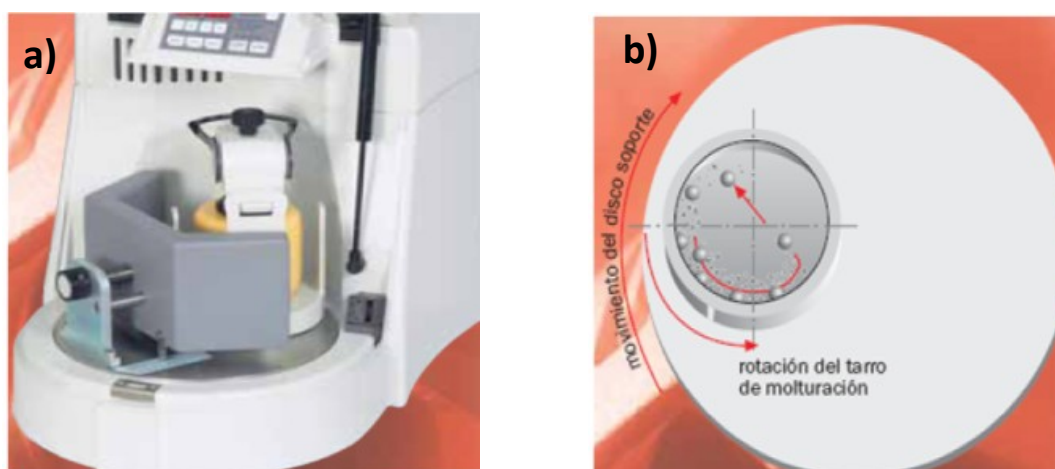 a)
b)
movimiento del disco soporte
rotación del tarro
de molturación